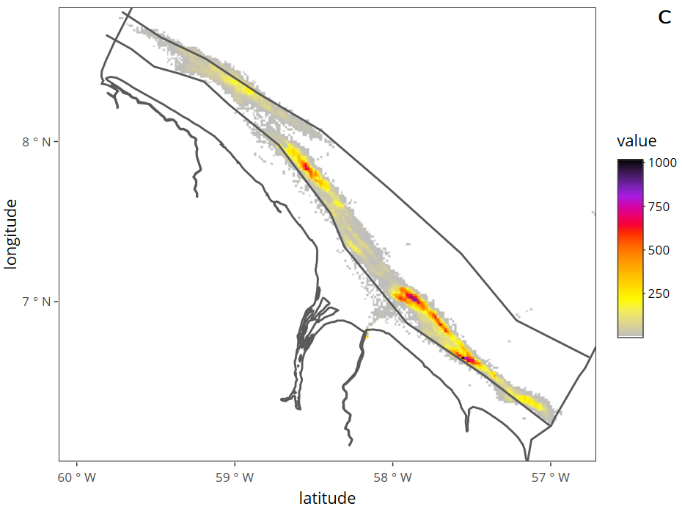 C
value
1000
750
500
250
8 ° N
7 ° N
longitude
60 ° W
59 ° W
58 ° W
57 ° W
latitude